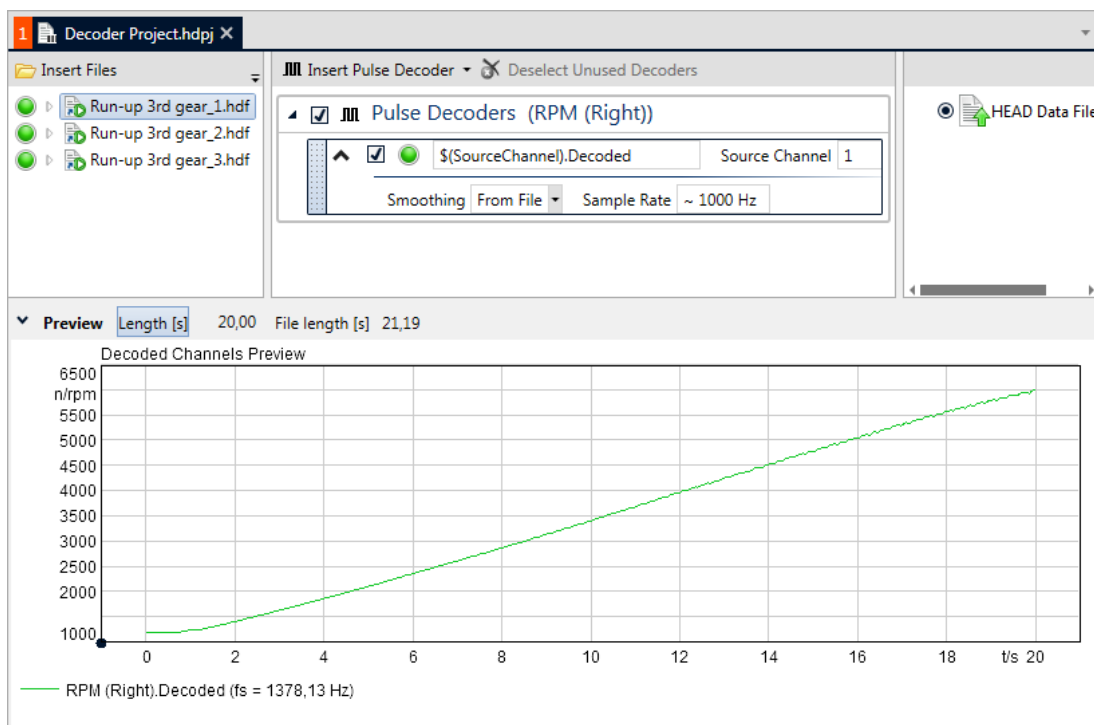 1 Decoder Project.hdpj
Insert Files
Run-up 3rd gear_1.hdf
Run-up 3rd gear_2.hdf
Run-up 3rd gear_3.hdf
Insert Pulse Decoder Deselect Unused Decoders
Pulse Decoders (RPM (Right))
$(SourceChannel).Decoded Source Channel 1
Smoothing From File Sample Rate ~ 1000 Hz
HEAD Data File
Preview Length [s] 20,00 File length [s] 21,19
Decoded Channels Preview
6500
n/rpm
5500
5000
4500
4000
3500
3000
2500
2000
1000
0 2 4 6 8 10 12 14 16 18 t/s 20
RPM (Right).Decoded (fs = 1378,13 Hz)